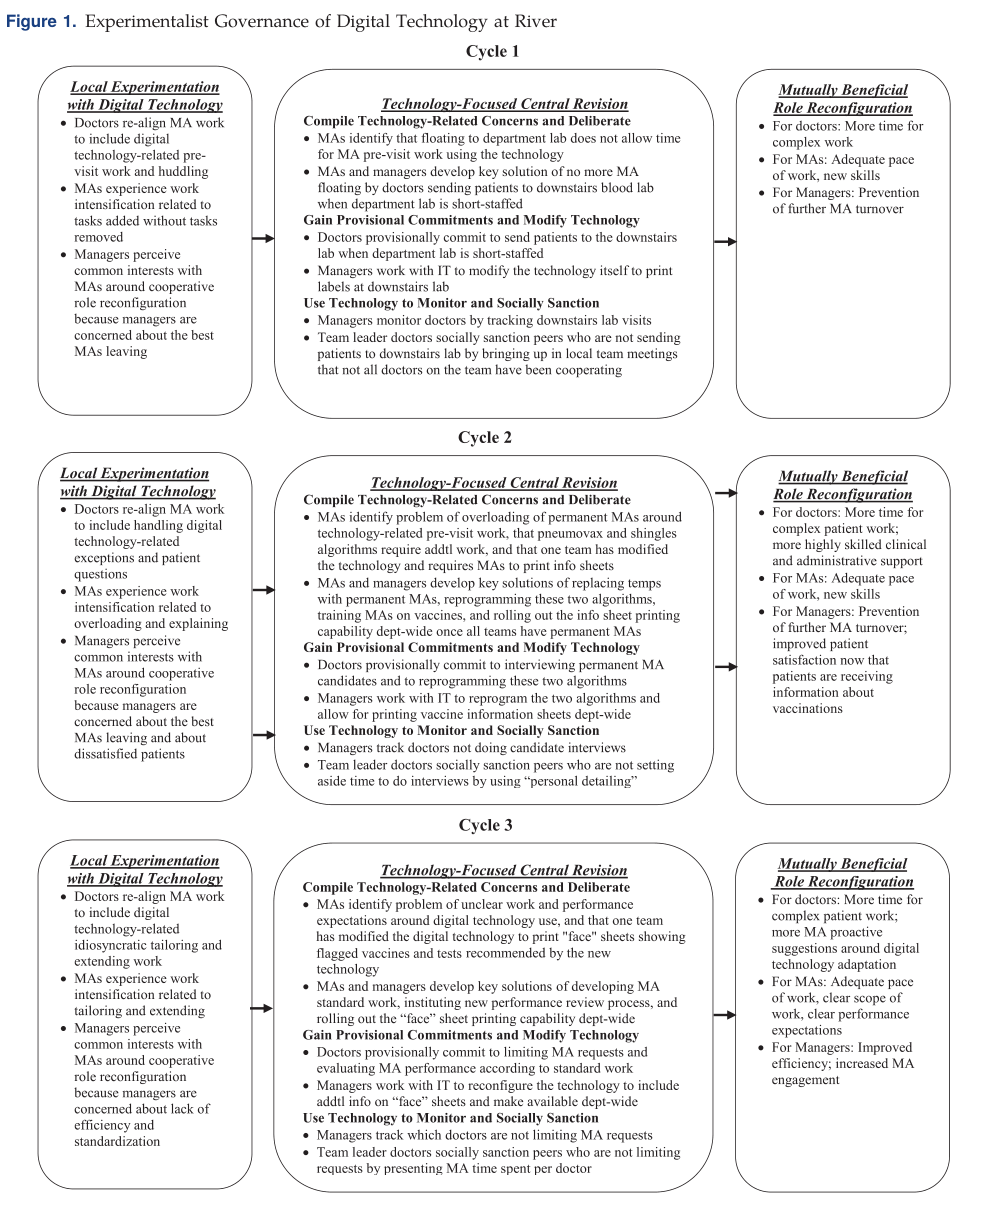 Figure 1. Experimentalist Governance of Digital Technology at River
Cycle 1
Local Experimentation
with Digital Technology
• Doctors re-align MA work
to include digital
technology-related pre-
visit work and huddling
• MAs experience work
intensification related to
tasks added without tasks
removed
• Managers perceive
common interests with
MAs around cooperative
role reconfiguration
because managers are
concerned about the best
MAs leaving
Technology-Focused Central Revision
Compile Technology-Related Concerns and Deliberate
• MAs identify that floating to department lab does not allow time
for MA pre-visit work using the technology
• MAs and managers develop key solution of no more MA
floating by doctors sending patients to downstairs blood lab
when department lab is short-staffed
Gain Provisional Commitments and Modify Technology
• Doctors provisionally commit to send patients to the downstairs
lab when department lab is short-staffed
• Managers work with IT to modify the technology itself to print
labels at downstairs lab
Use Technology to Monitor and Socially Sanction
• Managers monitor doctors by tracking downstairs lab visits
• Team leader doctors socially sanction peers who are not sending
patients to downstairs lab by bringing up in local team meetings
that not all doctors on the team have been cooperating
Mutually Beneficial
Role Reconfiguration
• For doctors: More time for
complex work
• For MAs: Adequate pace
of work, new skills
• For Managers: Prevention
of further MA turnover
Cycle 2
Local Experimentation
with Digital Technology
• Doctors re-align MA work
to include handling digital
technology-related
exceptions and patient
questions
• MAs experience work
intensification related to
overloading and explaining
• Managers perceive
common interests with
MAs around cooperative
role reconfiguration
because managers are
concerned about the best
MAs leaving and about
dissatisfied patients
Technology-Focused Central Revision
Compile Technology-Related Concerns and Deliberate
• MAs identify problem of overloading of permanent MAs around
technology-related pre-visit work, that pneumovax and shingles
algorithms require addtl work, and that one team has modified
the technology and requires MAs to print info sheets
• MAs and managers develop key solutions of replacing temps
with permanent MAs, reprogramming these two algorithms,
training MAs on vaccines, and rolling out the info sheet printing
capability dept-wide once all teams have permanent MAs
Gain Provisional Commitments and Modify Technology
• Doctors provisionally commit to interviewing permanent MA
candidates and to reprogramming these two algorithms
• Managers work with IT to reprogram the two algorithms and
allow for printing vaccine information sheets dept-wide
Use Technology to Monitor and Socially Sanction
• Managers track doctors not doing candidate interviews
• Team leader doctors socially sanction peers who are not setting
aside time to do interviews by using “personal detailing”
Mutually Beneficial
Role Reconfiguration
• For doctors: More time for
complex patient work;
more highly skilled clinical
and administrative support
• For MAs: Adequate pace
of work, new skills
• For Managers: Prevention
of further MA turnover;
improved patient
satisfaction now that
patients are receiving
information about
vaccinations
Cycle 3
Local Experimentation
with Digital Technology
• Doctors re-align MA work
to include digital
technology-related
idiosyncratic tailoring and
extending work
• MAs experience work
intensification related to
tailoring and extending
• Managers perceive
common interests with
MAs around cooperative
role reconfiguration
because managers are
concerned about lack of
efficiency and
standardization
Technology-Focused Central Revision
Compile Technology-Related Concerns and Deliberate
• MAs identify problem of unclear work and performance
expectations around digital technology use, and that one team
has modified the digital technology to print "face" sheets showing
flagged vaccines and tests recommended by the new
technology
• MAs and managers develop key solutions of developing MA
standard work, instituting new performance review process, and
rolling out the “face” sheet printing capability dept-wide
Gain Provisional Commitments and Modify Technology
• Doctors provisionally commit to limiting MA requests and
evaluating MA performance according to standard work
• Managers work with IT to reconfigure the technology to include
addtl info on “face” sheets and make available dept-wide
Use Technology to Monitor and Socially Sanction
• Managers track which doctors are not limiting MA requests
• Team leader doctors socially sanction peers who are not limiting
requests by presenting MA time spent per doctor
Mutually Beneficial
Role Reconfiguration
• For doctors: More time for
complex patient work;
more MA proactive
suggestions around digital
technology adaptation
• For MAs: Adequate pace
of work, clear scope of
work, clear performance
expectations
• For Managers: Improved
efficiency; increased MA
engagement